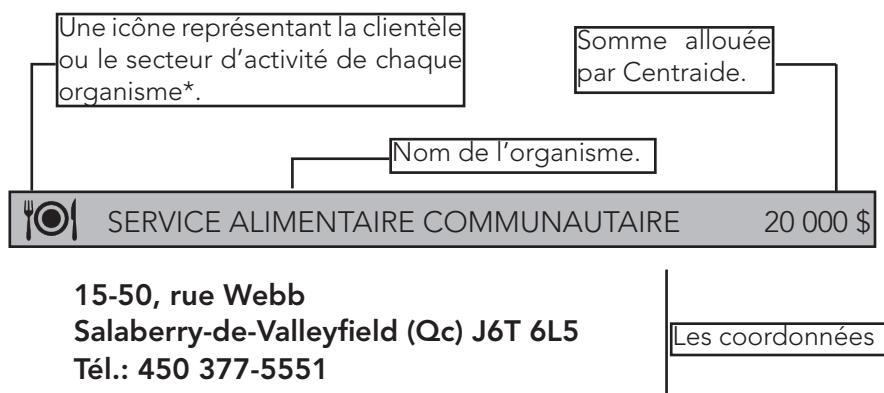 Une icône représentant la clientèle
ou le secteur d'activité de chaque
organisme*.
Somme allouée
par Centraide.
Nom de l'organisme.
SERVICE ALIMENTAIRE COMMUNAUTAIRE 20 000 $
15-50, rue Webb
Salaberry-de-Valleyfield (Qc) J6T 6L5
Tél.: 450 377-5551
Les coordonnées